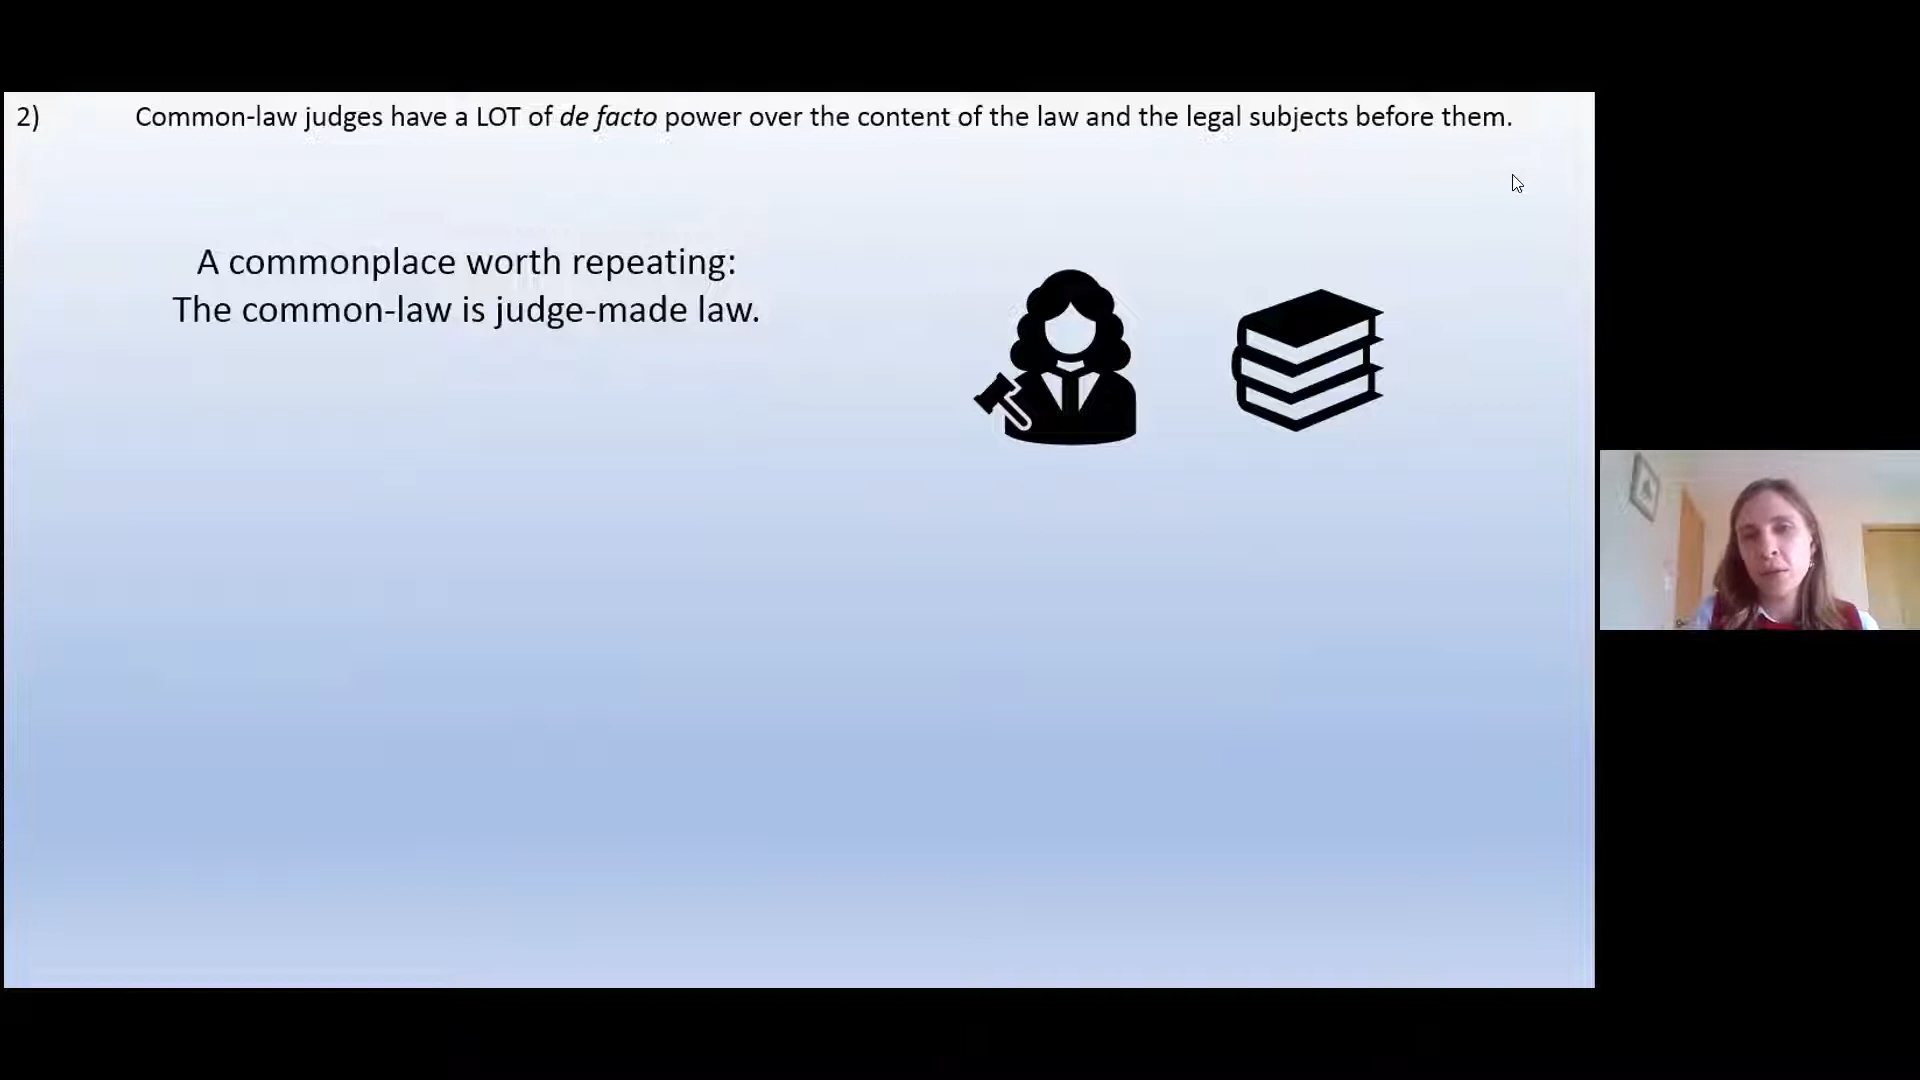 2) Common-law judges have a LOT of de facto power over the content of the law and the legal subjects before them.
A commonplace worth repeating:
The common-law is judge-made law.